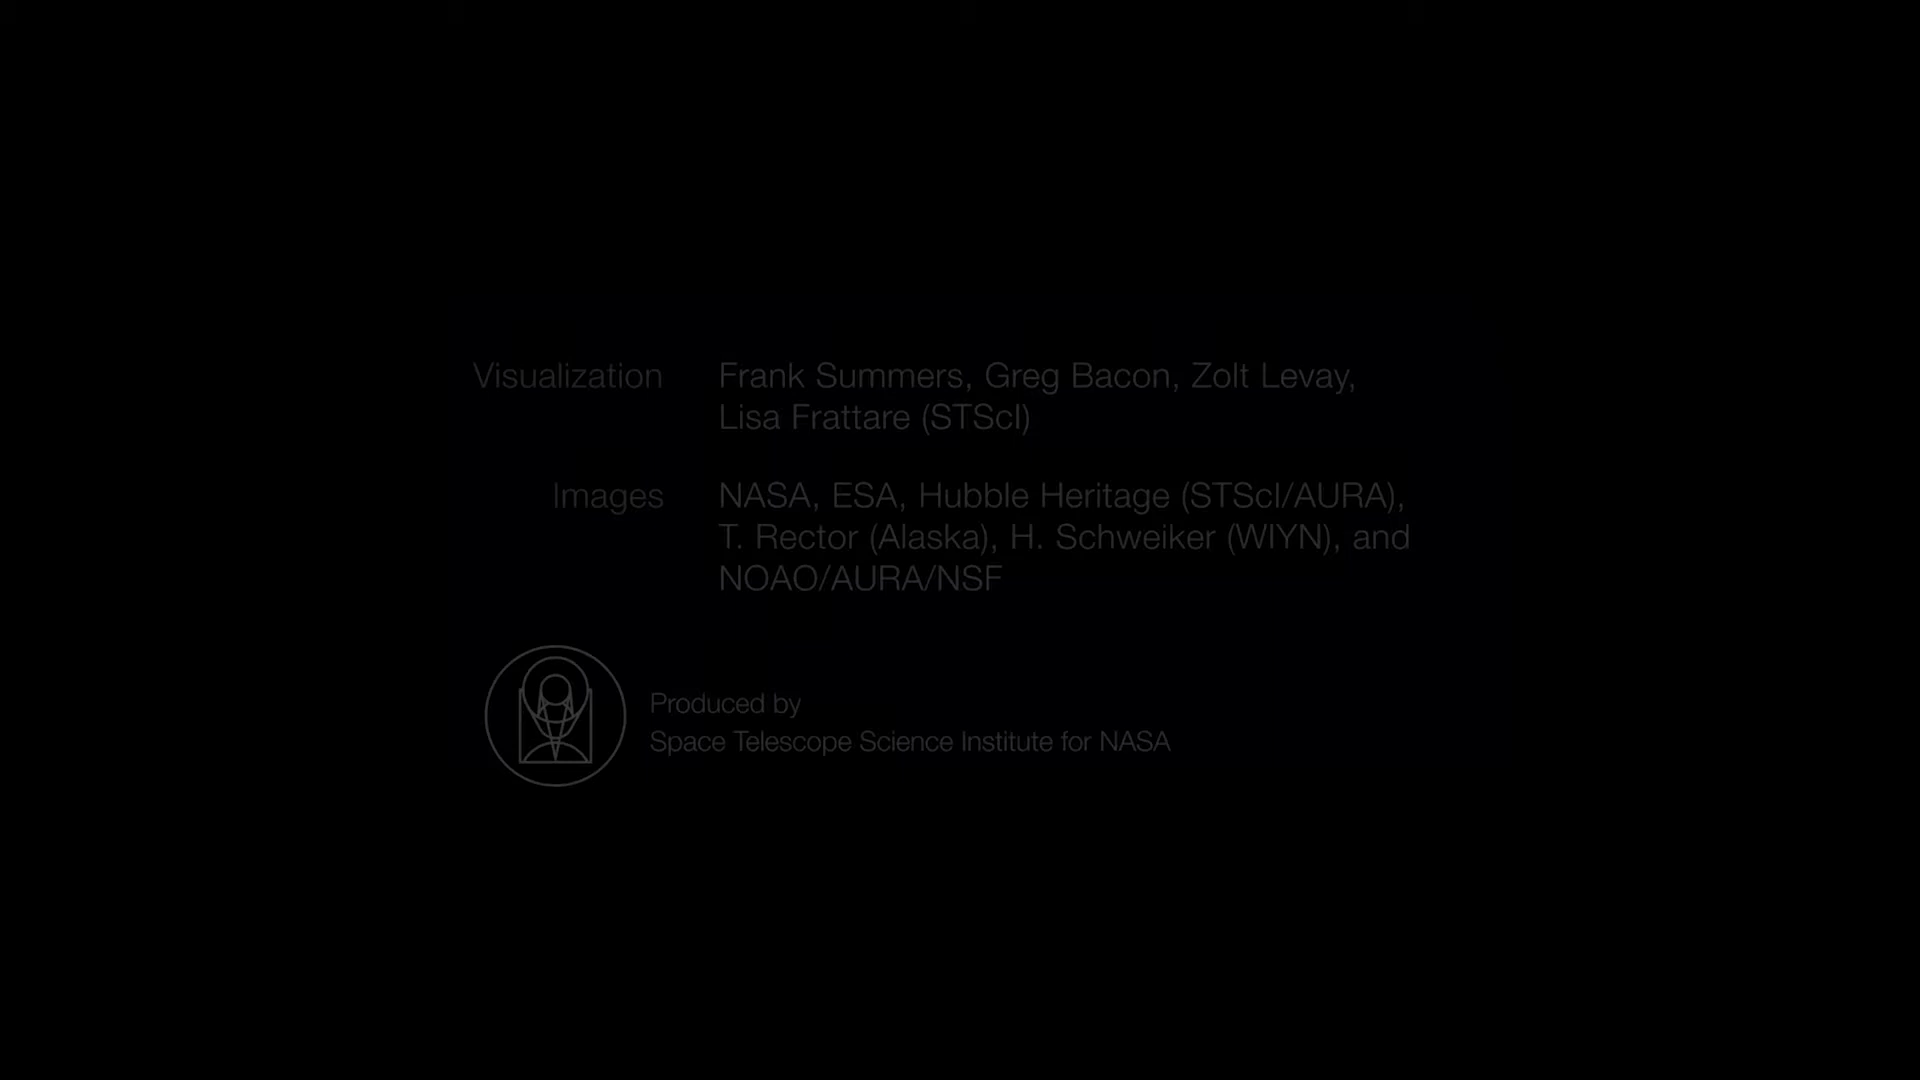 Visualization Frank Summers, Greg Bacon, Zolt Levay,
Lisa Frattare (STScI)
Images NASA, ESA, Hubble Heritage (STScI/AURA),
T. Rector (Alaska), H. Schweiker (WIYN), and
NOAO/AURA/NSF
Produced by
Space Telescope Science Institute for NASA